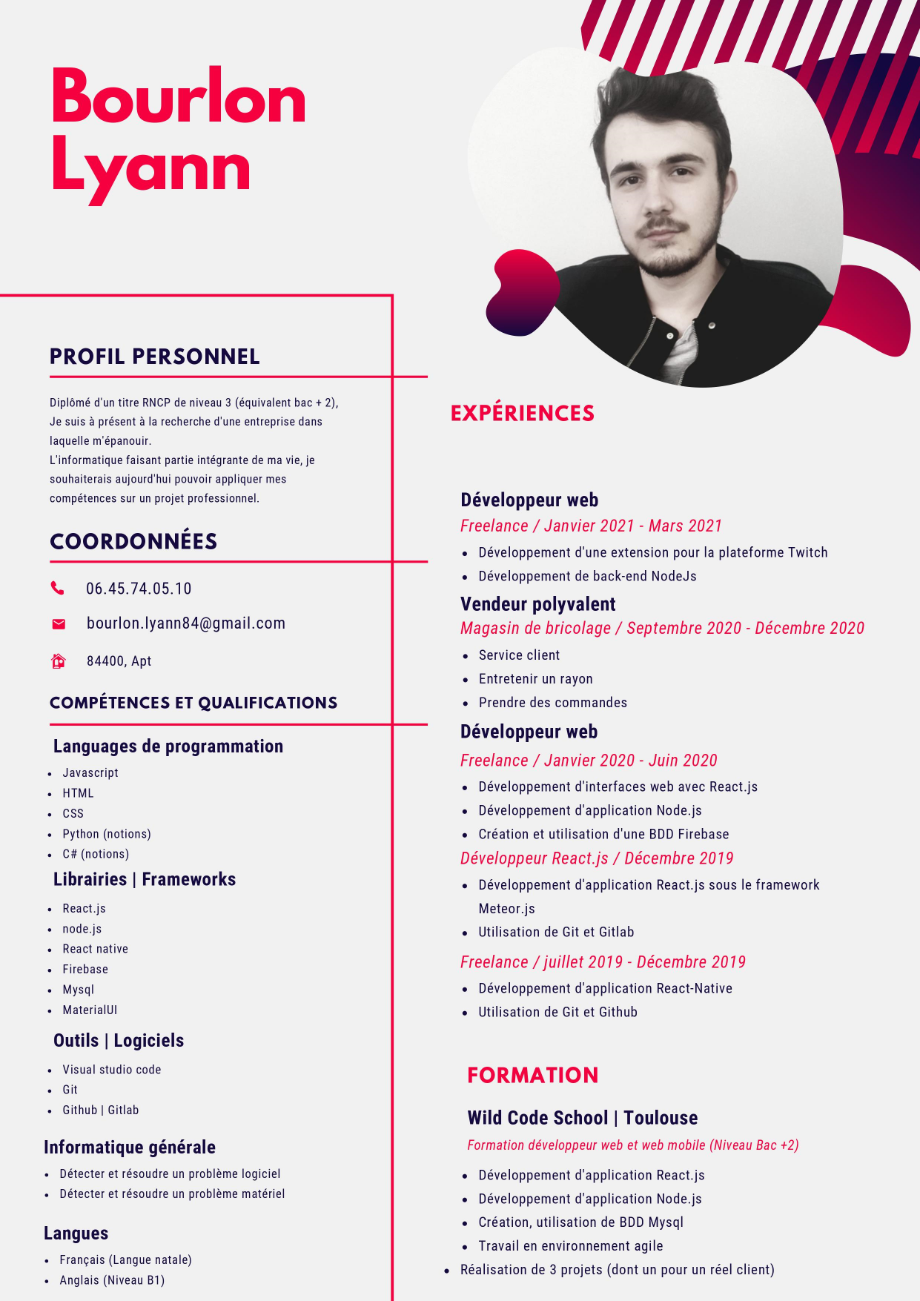 Bourlon
Lyann
PROFIL PERSONNEL
Diplômé d'un titre RNCP de niveau 3 (équivalent bac + 2),
Je suis à présent à la recherche d'une entreprise dans
laquelle m'épanouir.
L'informatique faisant partie intégrante de ma vie, je
souhaiterais aujourd'hui pouvoir appliquer mes
compétences sur un projet professionnel.
COORDONNÉES
06.45.74.05.10
bourlon.lyann84@gmail.com
84400, Apt
COMPÉTENCES ET QUALIFICATIONS
Languages de programmation
• Javascript
• HTML
• CSS
• Python (notions)
• C# (notions)
Librairies | Frameworks
• React.js
• node.js
• React native
• Firebase
• Mysql
• MaterialUI
Outils | Logiciels
• Visual studio code
• Git
• Github | Gitlab
Informatique générale
• Détecter et résoudre un problème logiciel
• Détecter et résoudre un problème matériel
Langues
• Français (Langue natale)
• Anglais (Niveau B1)
EXPÉRIENCES
Développeur web
Freelance / Janvier 2021 - Mars 2021
• Développement d'une extension pour la plateforme Twitch
• Développement de back-end NodeJs
Vendeur polyvalent
Magasin de bricolage / Septembre 2020 - Décembre 2020
• Service client
• Entretenir un rayon
• Prendre des commandes
Développeur web
Freelance / Janvier 2020 - Juin 2020
• Développement d'interfaces web avec React.js
• Développement d'application Node.js
• Création et utilisation d'une BDD Firebase
Développeur React.js / Décembre 2019
• Développement d'application React.js sous le framework
Meteor.js
• Utilisation de Git et Gitlab
Freelance / juillet 2019 - Décembre 2019
• Développement d'application React-Native
• Utilisation de Git et Github
FORMATION
Wild Code School | Toulouse
Formation développeur web et web mobile (Niveau Bac +2)
• Développement d'application React.js
• Développement d'application Node.js
• Création, utilisation de BDD Mysql
• Travail en environnement agile
• Réalisation de 3 projets (dont un pour un réel client)